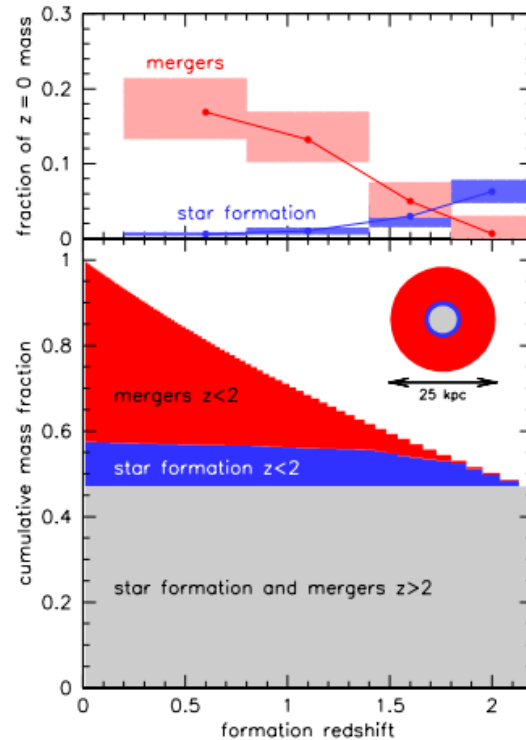 fraction of z = 0 mass
0.3
0.2
0.1
0
mergers
star formation
cumulative mass fraction
1
0.8
0.6
0.4
0.2
0
25 kpc
mergers z<2
star formation z<2
star formation and mergers z>2
0
0.5
1
1.5
2
formation redshift